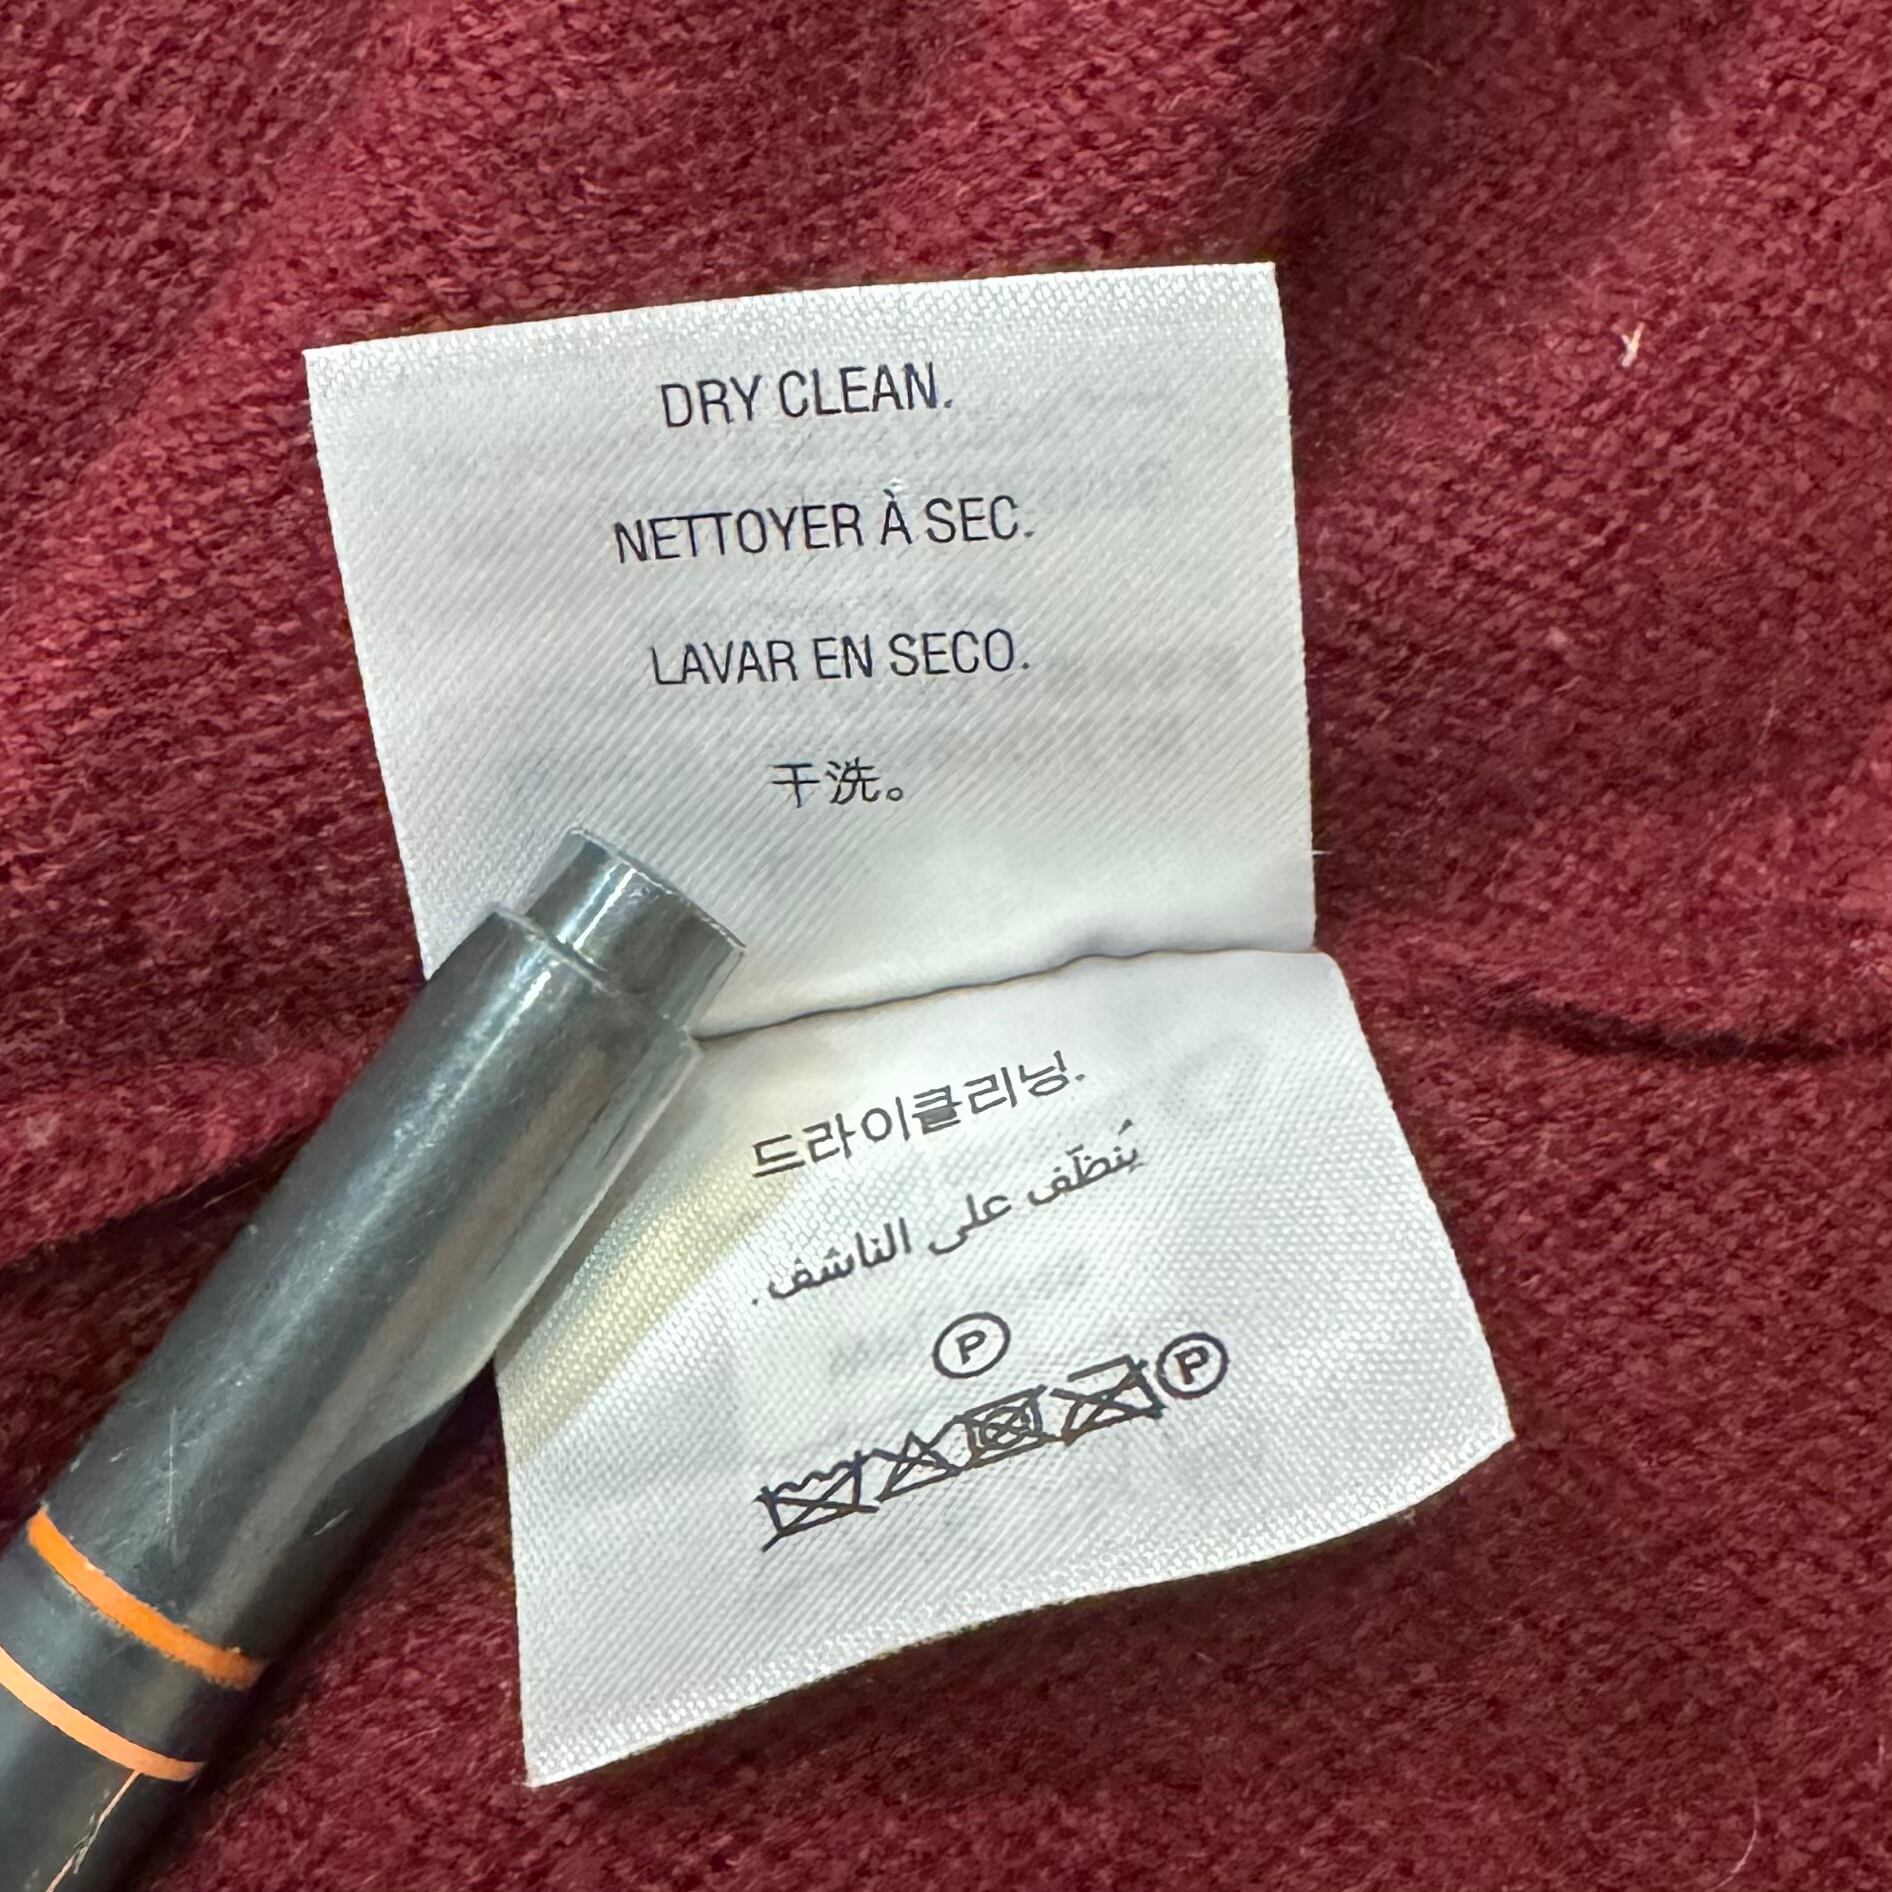 DRY CLEAN.
NETTOYER À SEC.
LAVAR EN SECO.
干洗。
드라이클리닝.
يُنظّف على
الناشف.
P
P